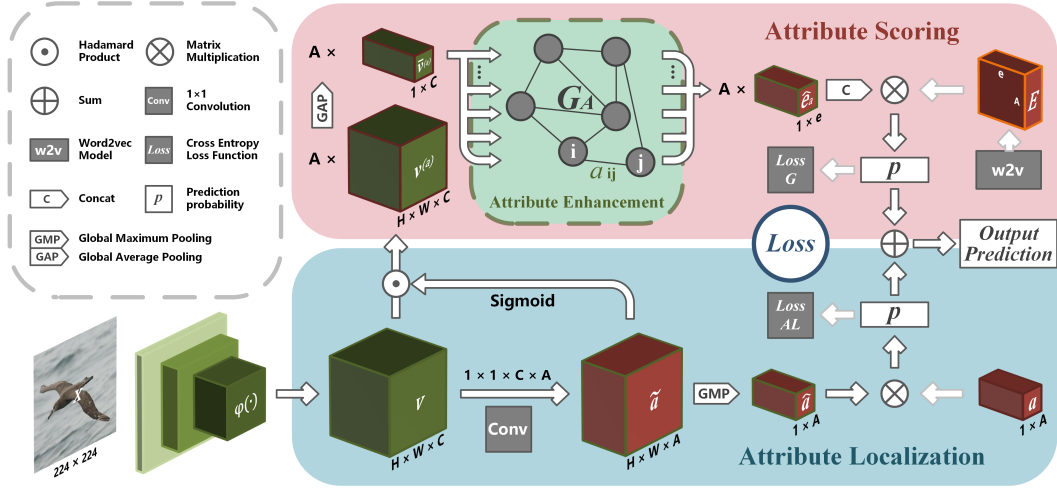 Hadamard
Product
Matrix
Multiplication
Sum
Conv
1×1
Convolution
w2v
Word2vec
Model
Loss
Cross Entropy
Loss Function
C
Concat
p
Prediction
probability
GMP
Global Maximum Pooling
GAP
Global Average Pooling
Attribute Scoring
A ×
v̄(a)
1 × C
GAP
A ×
v(a)
H × W × C
...
...
G_A
i
j
a ij
Attribute Enhancement
A ×
ê_a
1 × e
C
e
A
E
w2v
Loss
G
p
Loss
Output
Prediction
Sigmoid
Loss
AL
p
x
224 × 224
φ(·)
V
H × W × C
1 × 1 × C × A
Conv
ã
H × W × A
GMP
â
1 × A
a
1 × A
Attribute Localization